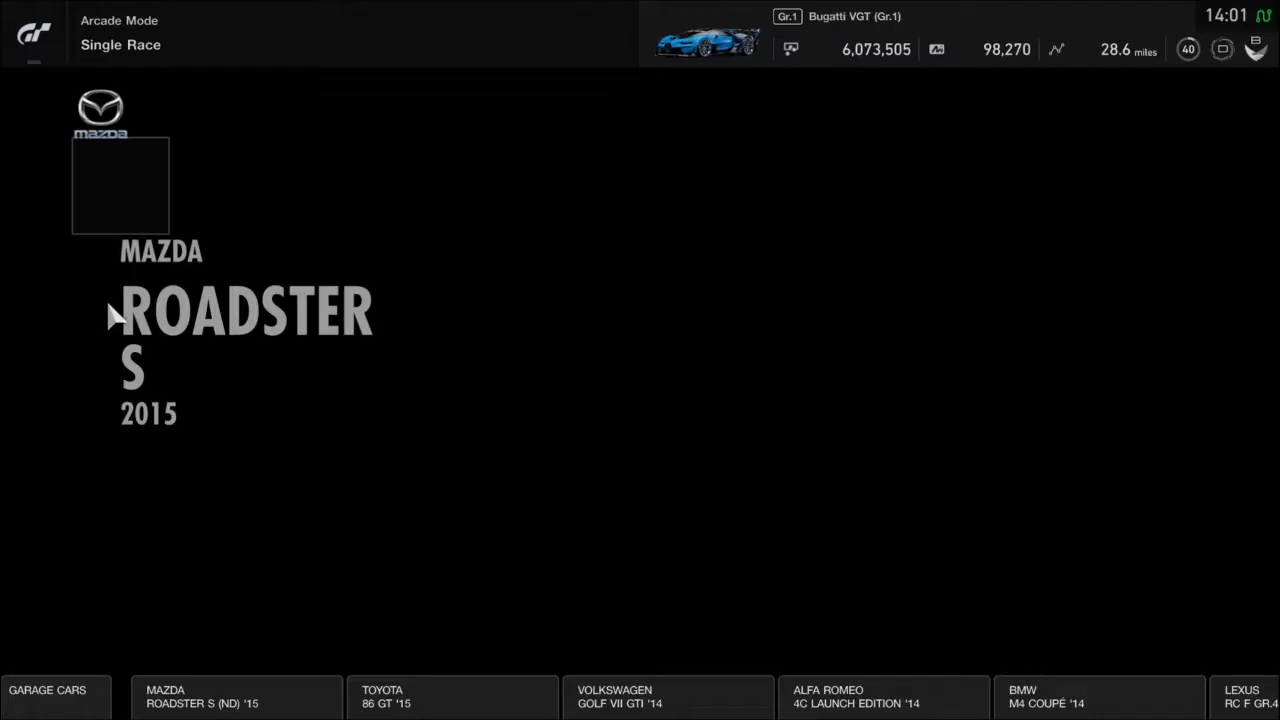 Arcade Mode
Single Race
Gr.1 Bugatti VGT (Gr.1)
6,073,505 98,270 28.6 miles 40 D B
14:01
mazda
MAZDA
ROADSTER
S
2015
GARAGE CARS
MAZDA
ROADSTER S (ND) '15
TOYOTA
86 GT '15
VOLKSWAGEN
GOLF VII GTI '14
ALFA ROMEO
4C LAUNCH EDITION '14
BMW
M4 COUPÉ '14
LEXUS
RC F GR.4